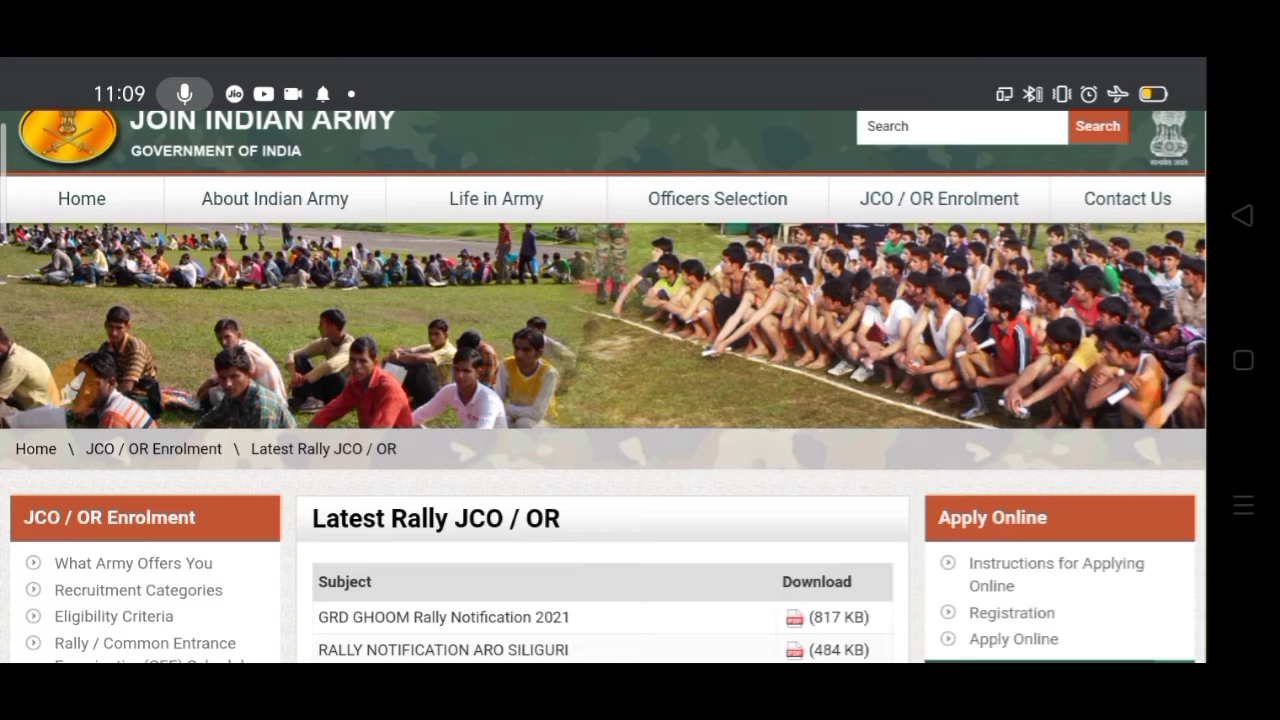 11:09
Jio
JOIN INDIAN ARMY
GOVERNMENT OF INDIA
Search
Search
Home
About Indian Army
Life in Army
Officers Selection
JCO / OR Enrolment
Contact Us
Home \ JCO / OR Enrolment \ Latest Rally JCO / OR
JCO / OR Enrolment
What Army Offers You
Recruitment Categories
Eligibility Criteria
Rally / Common Entrance
Latest Rally JCO / OR
Subject Download
GRD GHOOM Rally Notification 2021 (817 KB)
RALLY NOTIFICATION ARO SILIGURI (484 KB)
Apply Online
Instructions for Applying
Online
Registration
Apply Online